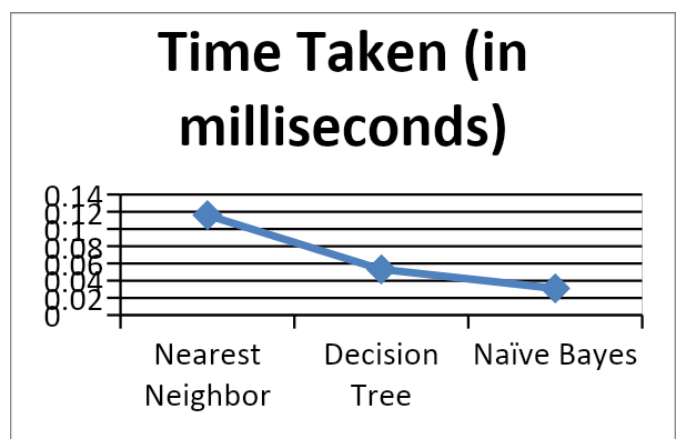 Time Taken (in
milliseconds)
0.14
0.12
0.1
0.08
0.06
0.04
0.02
0
Nearest
Neighbor
Decision
Tree
Naïve Bayes